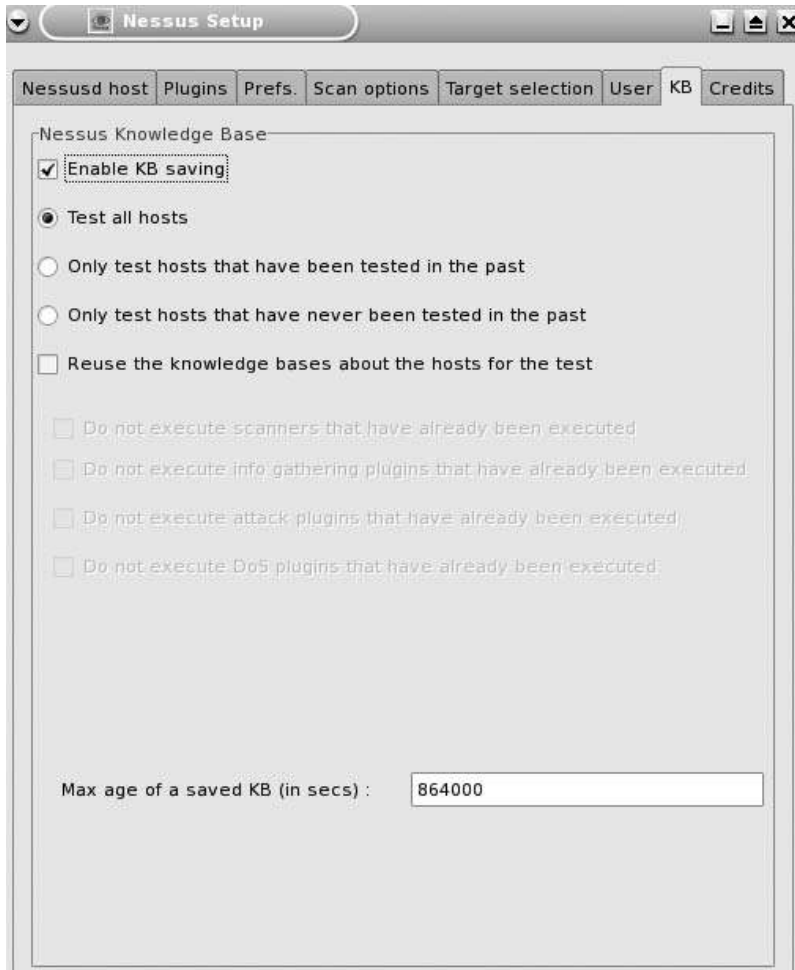 Nessus Setup
Nessusd host Plugins Prefs. Scan options Target selection User KB Credits
Nessus Knowledge Base
Enable KB saving
Test all hosts
Only test hosts that have been tested in the past
Only test hosts that have never been tested in the past
Reuse the knowledge bases about the hosts for the test
Do not execute scanners that have already been executed
Do not execute info gathering plugins that have already been executed
Do not execute attack plugins that have already been executed
Do not execute DoS plugins that have already been executed
Max age of a saved KB (in secs) : 864000